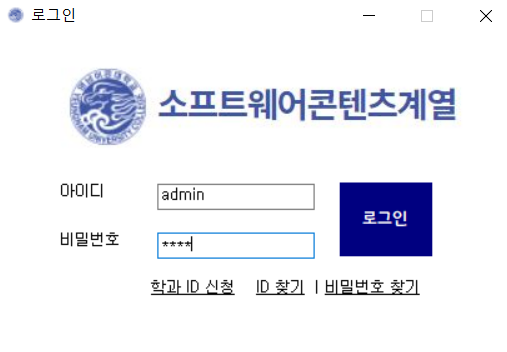 로그인
소프트웨어콘텐츠계열
아이디 admin
로그인
비밀번호 ****
학과 ID 신청 ID 찾기 | 비밀번호 찾기